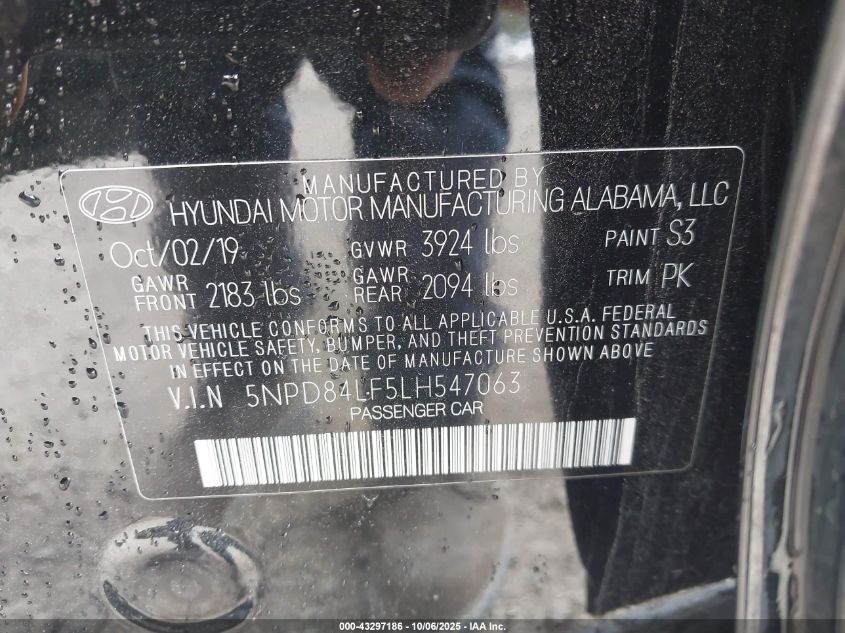 MANUFACTURED BY
HYUNDAI MOTOR MANUFACTURING ALABAMA, LLC
Oct/02/19 GVWR 3924 lbs PAINT S3
GAWR FRONT 2183 lbs GAWR REAR 2094 lbs TRIM PK
THIS VEHICLE CONFORMS TO ALL APPLICABLE U.S.A. FEDERAL
MOTOR VEHICLE SAFETY, BUMPER, AND THEFT PREVENTION STANDARDS
IN EFFECT ON THE DATE OF MANUFACTURE SHOWN ABOVE
V.I.N 5NPD84LF5LH547063
PASSENGER CAR
000-43297186 - 10/06/2025 - IAA Inc.